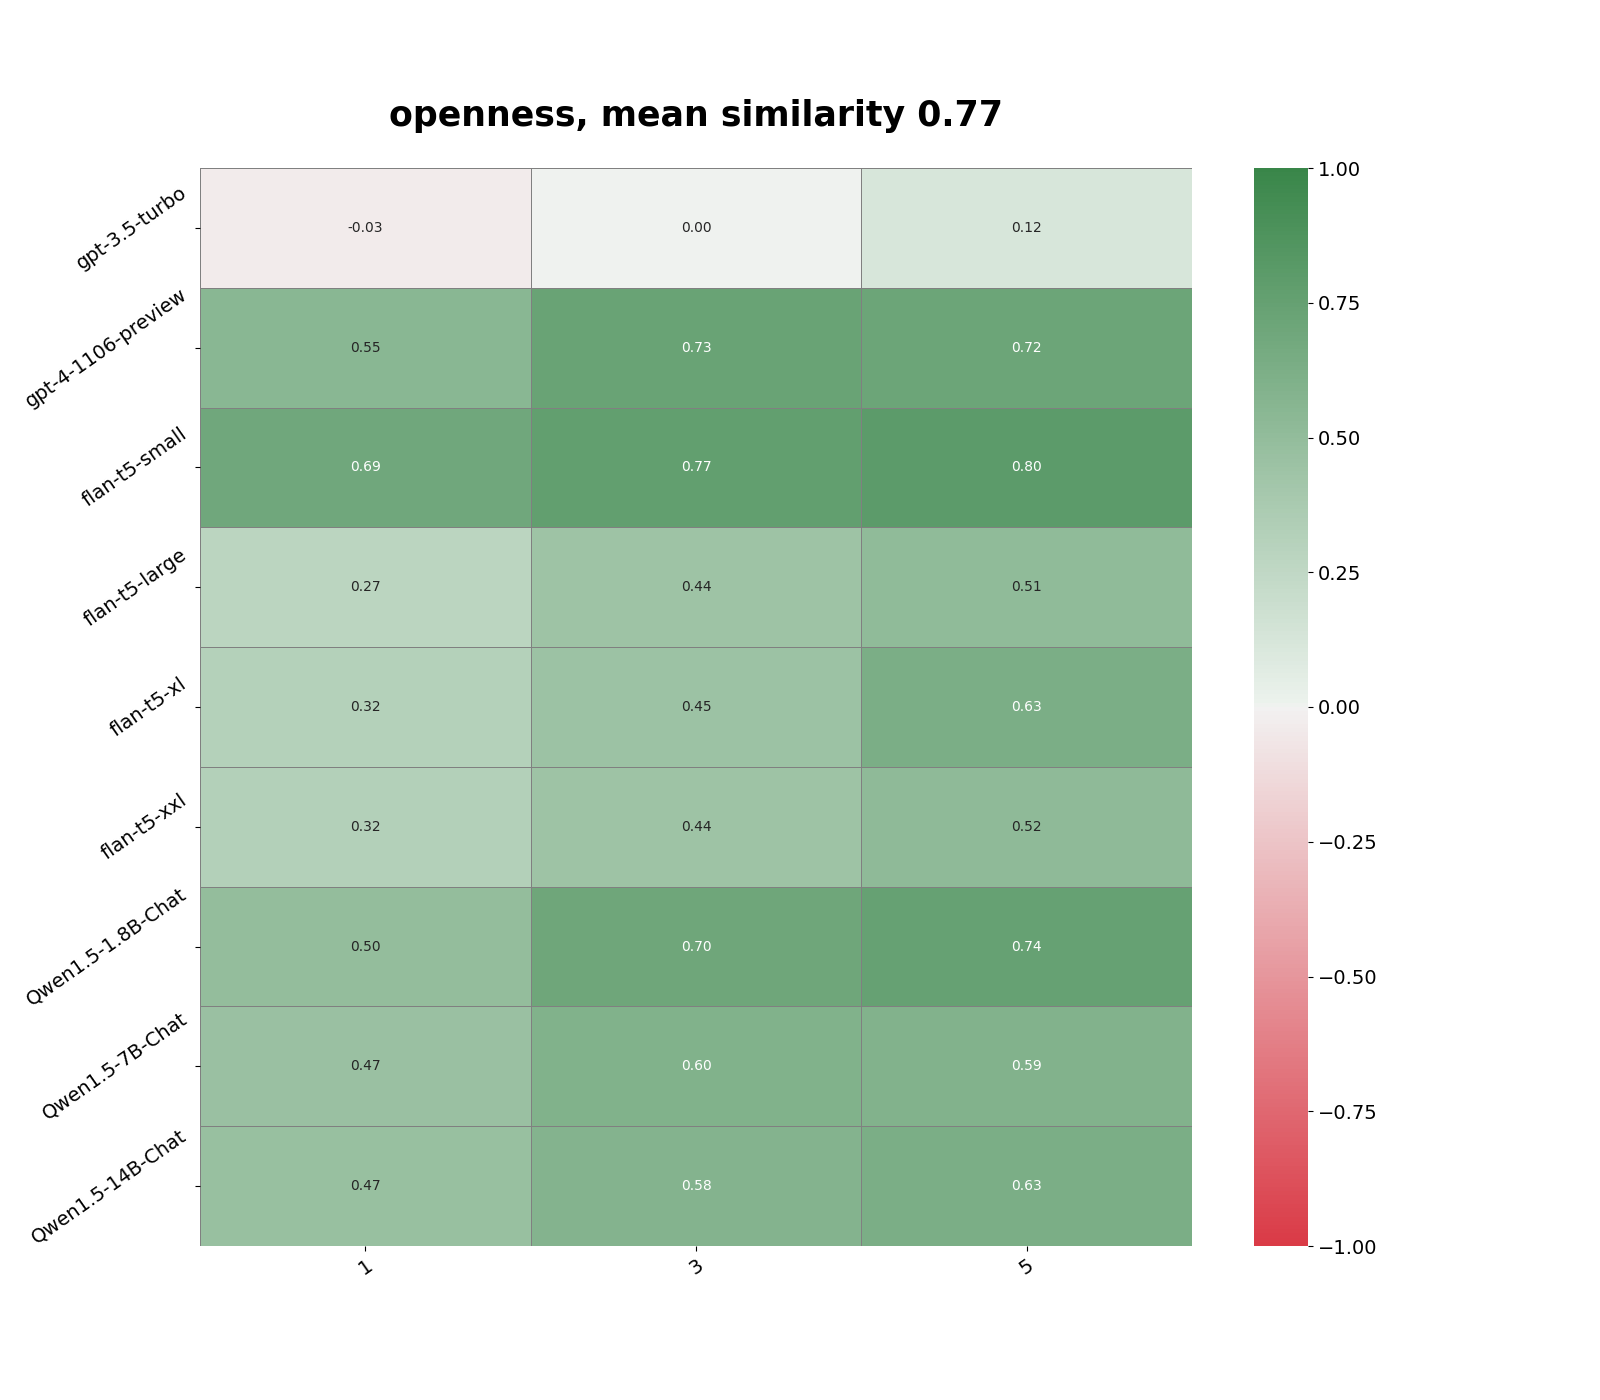 openness, mean similarity 0.77
gpt-3.5-turbo -0.03 0.00 0.12
gpt-4-1106-preview 0.55 0.73 0.72
flan-t5-small 0.69 0.77 0.80
flan-t5-large 0.27 0.44 0.51
flan-t5-xl 0.32 0.45 0.63
flan-t5-xxl 0.32 0.44 0.52
Qwen1.5-1.8B-Chat 0.50 0.70 0.74
Qwen1.5-7B-Chat 0.47 0.60 0.59
Qwen1.5-14B-Chat 0.47 0.58 0.63
1 3 5
1.00
0.75
0.50
0.25
0.00
−0.25
−0.50
−0.75
−1.00